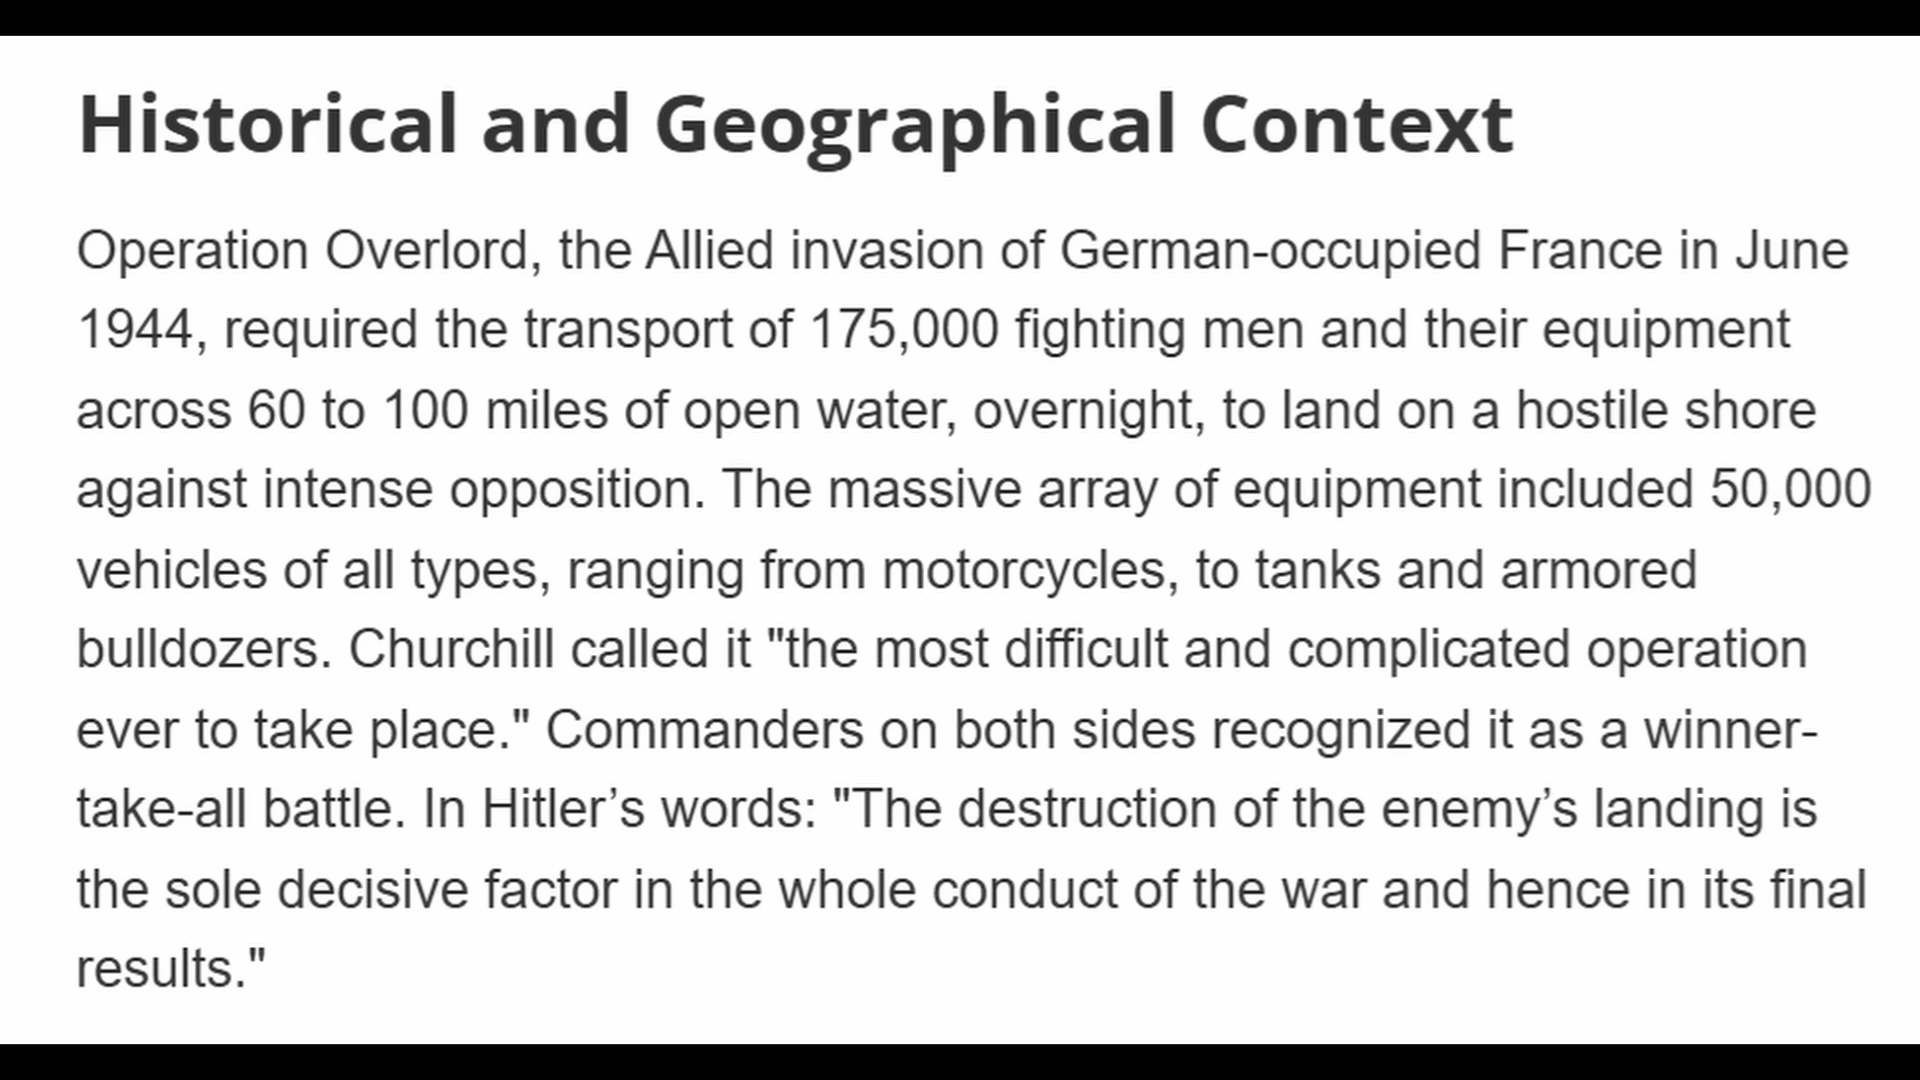 Historical and Geographical Context
Operation Overlord, the Allied invasion of German-occupied France in June
1944, required the transport of 175,000 fighting men and their equipment
across 60 to 100 miles of open water, overnight, to land on a hostile shore
against intense opposition. The massive array of equipment included 50,000
vehicles of all types, ranging from motorcycles, to tanks and armored
bulldozers. Churchill called it "the most difficult and complicated operation
ever to take place." Commanders on both sides recognized it as a winner-
take-all battle. In Hitler’s words: "The destruction of the enemy’s landing is
the sole decisive factor in the whole conduct of the war and hence in its final
results."